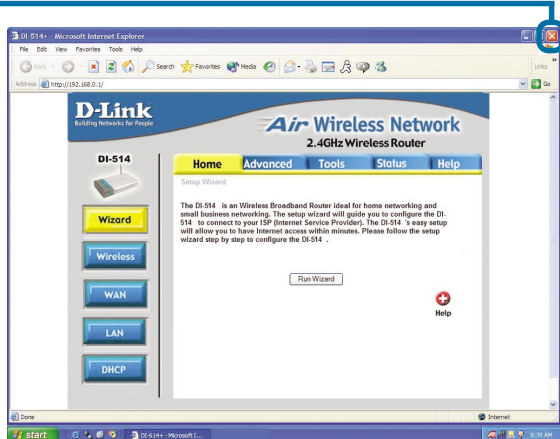 DI-514+ - Microsoft Internet Explorer
File Edit View Favorites Tools Help
Back Search Favorites Media Links
Address http://192.168.0.1/ Go
D-Link
Building Networks for People
Air Wireless Network
2.4GHz Wireless Router
DI-514
Home Advanced Tools Status Help
Setup Wizard
The DI-514 is an Wireless Broadband Router ideal for home networking and
small business networking. The setup wizard will guide you to configure the DI-
514 to connect to your ISP (Internet Service Provider). The DI-514 's easy setup
will allow you to have Internet access within minutes. Please follow the setup
wizard step by step to configure the DI-514 .
Run Wizard
Help
Wizard
Wireless
WAN
LAN
DHCP
Done Internet
start DI-614+ - Microsoft I... 8:39 AM